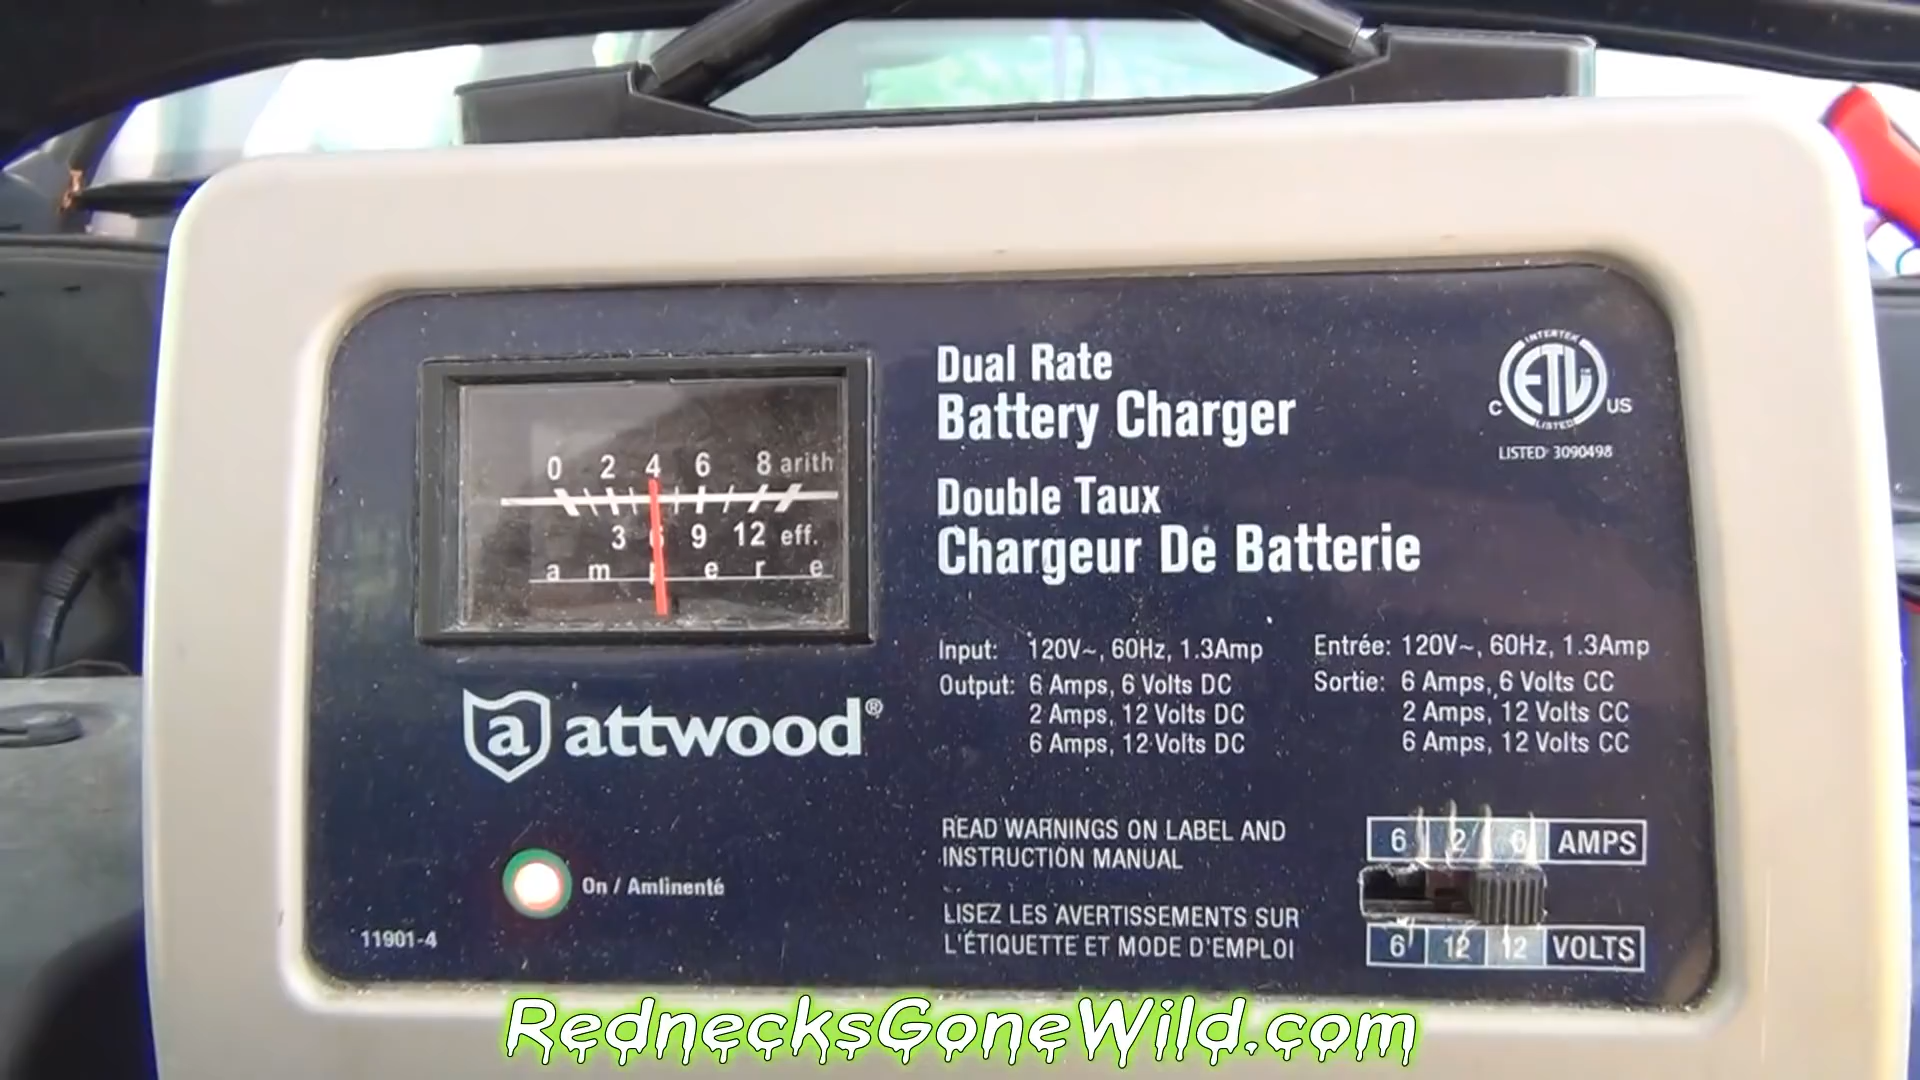 0 2 4 6 8 arith
3 6 9 12 eff.
a m p e r e
attwood®
On / Amlinenté
11901-4
Dual Rate
Battery Charger
Double Taux
Chargeur De Batterie
INTERTEK
ETL
C US
LISTED
LISTED 3090498
Input: 120V~, 60Hz, 1.3Amp
Output: 6 Amps, 6 Volts DC
2 Amps, 12 Volts DC
6 Amps, 12 Volts DC
Entrée: 120V~, 60Hz, 1.3Amp
Sortie: 6 Amps, 6 Volts CC
2 Amps, 12 Volts CC
6 Amps, 12 Volts CC
READ WARNINGS ON LABEL AND
INSTRUCTION MANUAL
LISEZ LES AVERTISSEMENTS SUR
L'ÉTIQUETTE ET MODE D'EMPLOI
6 2 6 AMPS
6 12 12 VOLTS
RednecksGoneWild.com